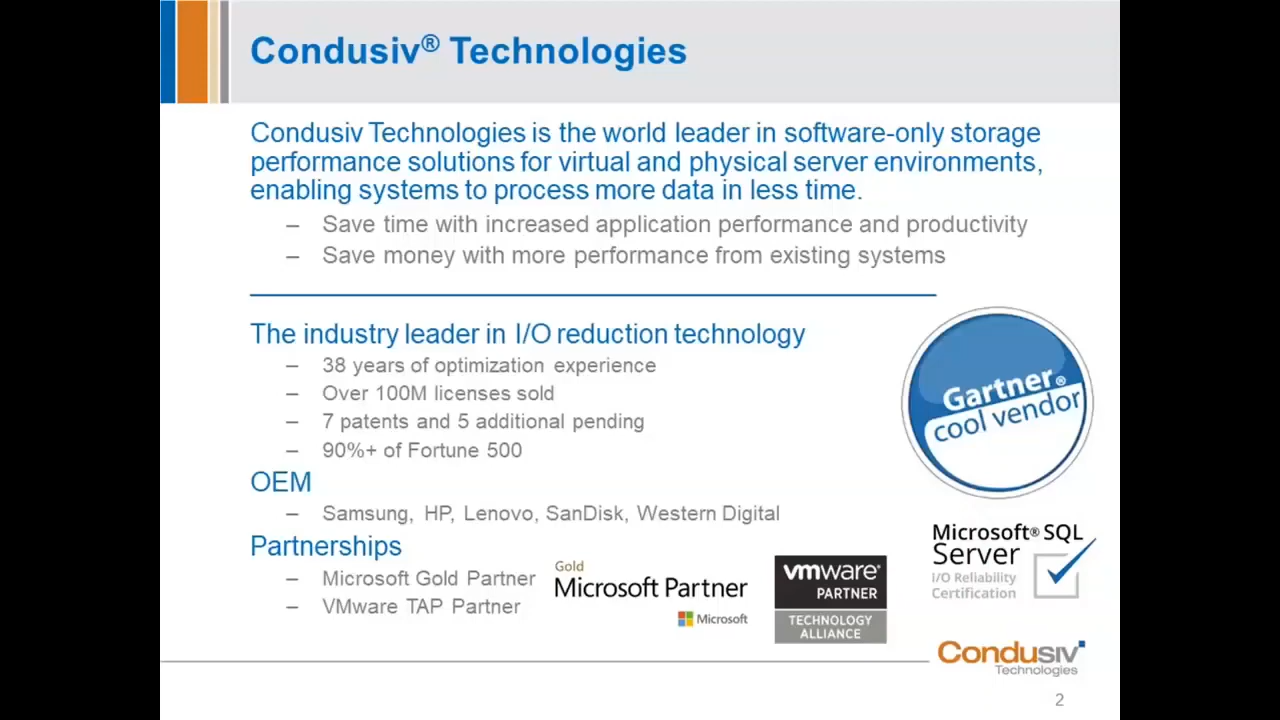 Condusiv® Technologies
Condusiv Technologies is the world leader in software-only storage
performance solutions for virtual and physical server environments,
enabling systems to process more data in less time.
– Save time with increased application performance and productivity
– Save money with more performance from existing systems
The industry leader in I/O reduction technology
– 38 years of optimization experience
– Over 100M licenses sold
– 7 patents and 5 additional pending
– 90%+ of Fortune 500
Gartner®
cool vendor
OEM
– Samsung, HP, Lenovo, SanDisk, Western Digital
Partnerships
– Microsoft Gold Partner
– VMware TAP Partner
Gold
Microsoft Partner
Microsoft
vmware®
PARTNER
TECHNOLOGY
ALLIANCE
Microsoft® SQL
Server
I/O Reliability
Certification
Condusiv
Technologies
2